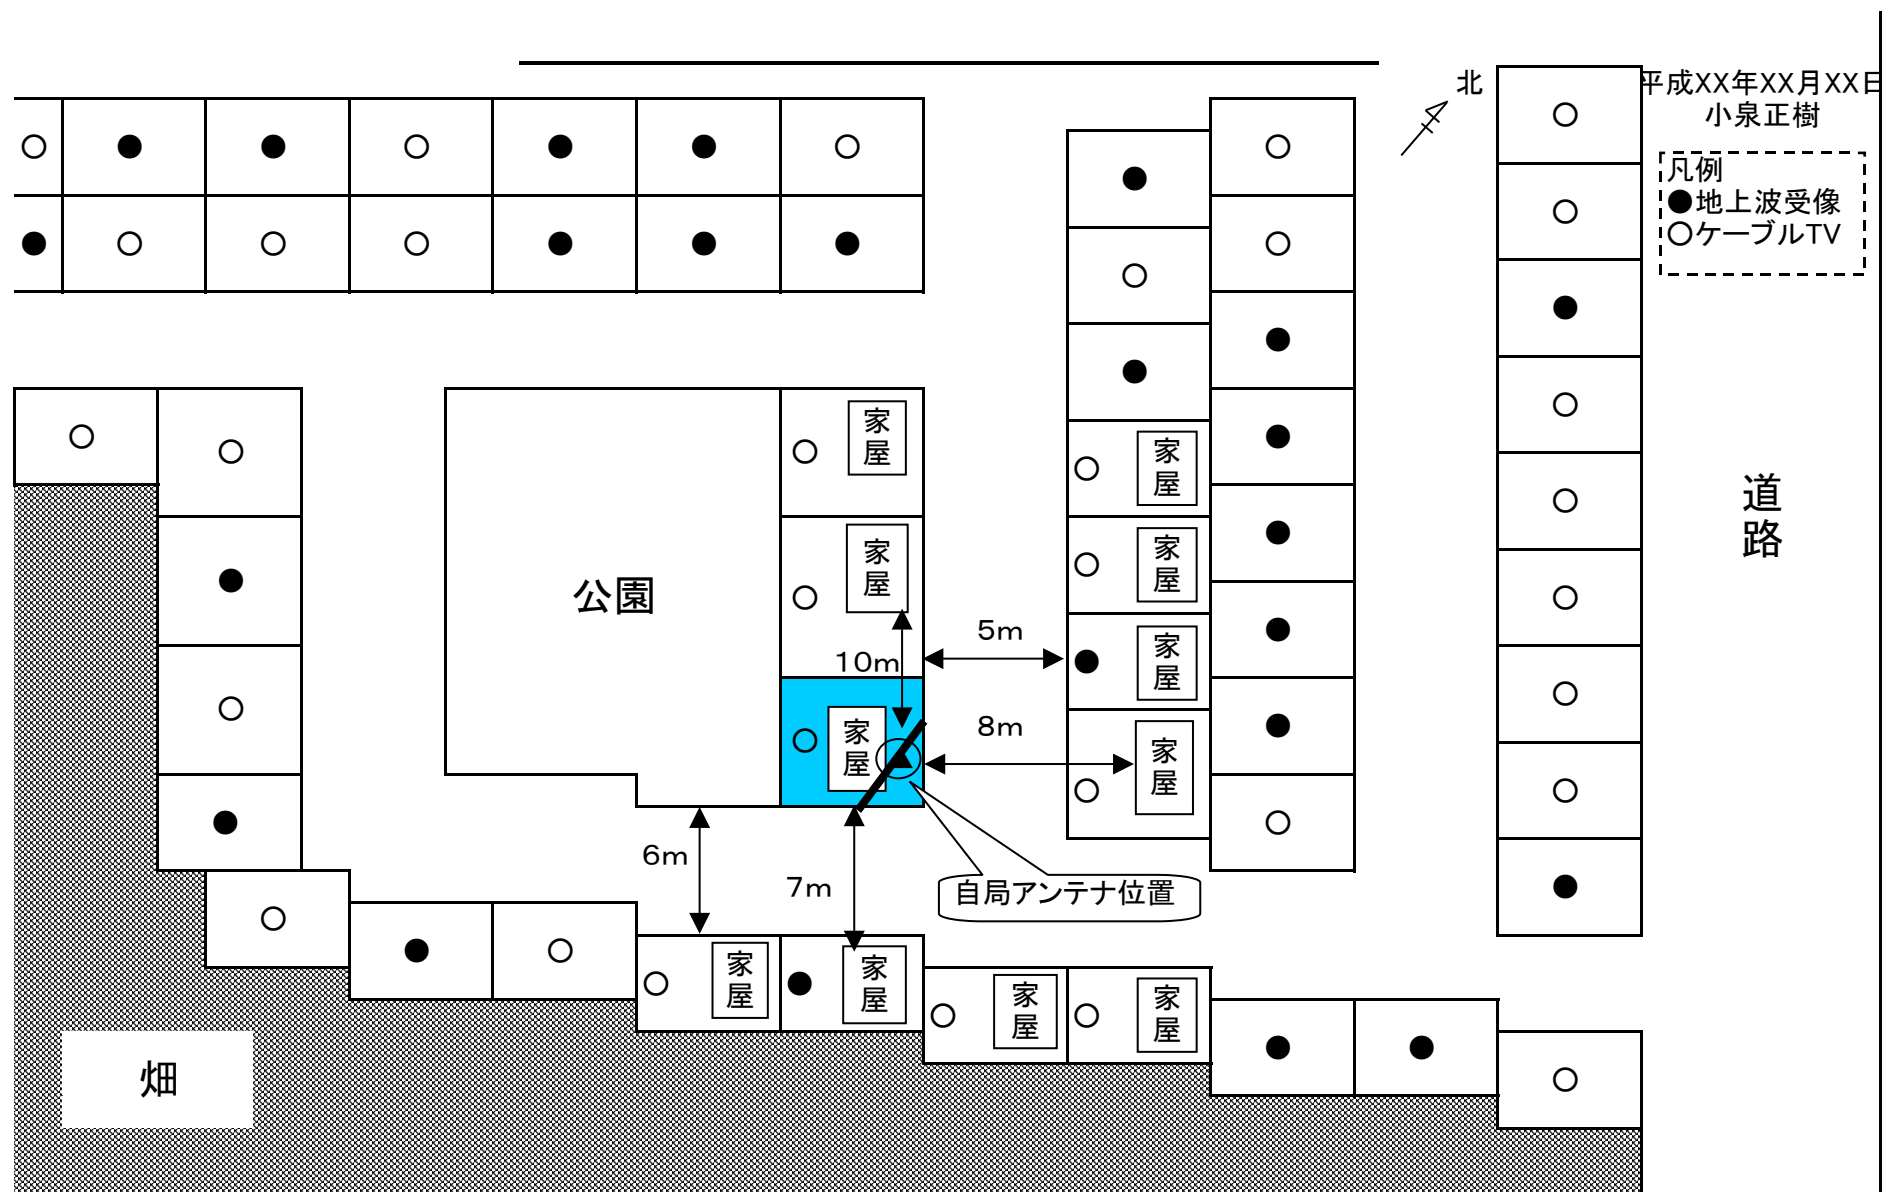 北
平成XX年XX月XX日
小泉正樹
凡例
●地上波受像
○ケーブルTV
家屋
家屋
家屋
家屋
家屋
家屋
家屋
公園
道路
10m
5m
8m
6m
7m
自局アンテナ位置
家屋
家屋
家屋
家屋
畑